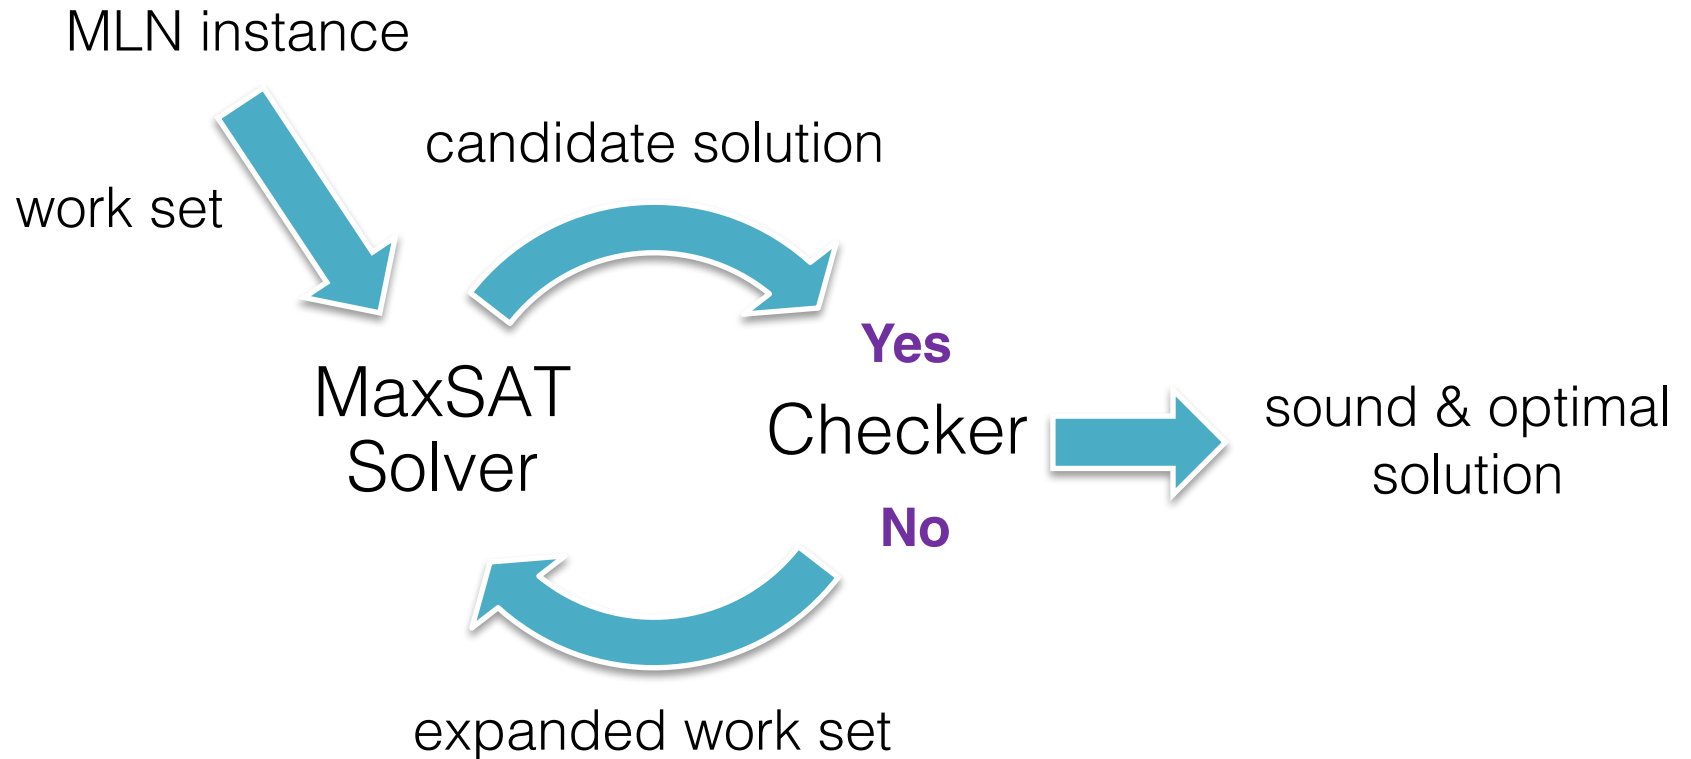 MLN instance
candidate solution
work set
Yes
MaxSAT
Solver
Checker
sound & optimal
solution
No
expanded work set